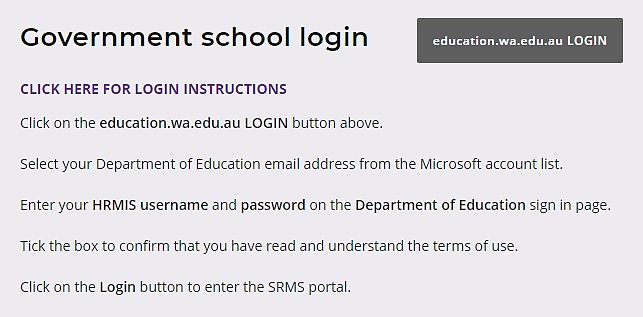 Government school login
education.wa.edu.au LOGIN
CLICK HERE FOR LOGIN INSTRUCTIONS
Click on the education.wa.edu.au LOGIN button above.
Select your Department of Education email address from the Microsoft account list.
Enter your HRMIS username and password on the Department of Education sign in page.
Tick the box to confirm that you have read and understand the terms of use.
Click on the Login button to enter the SRMS portal.